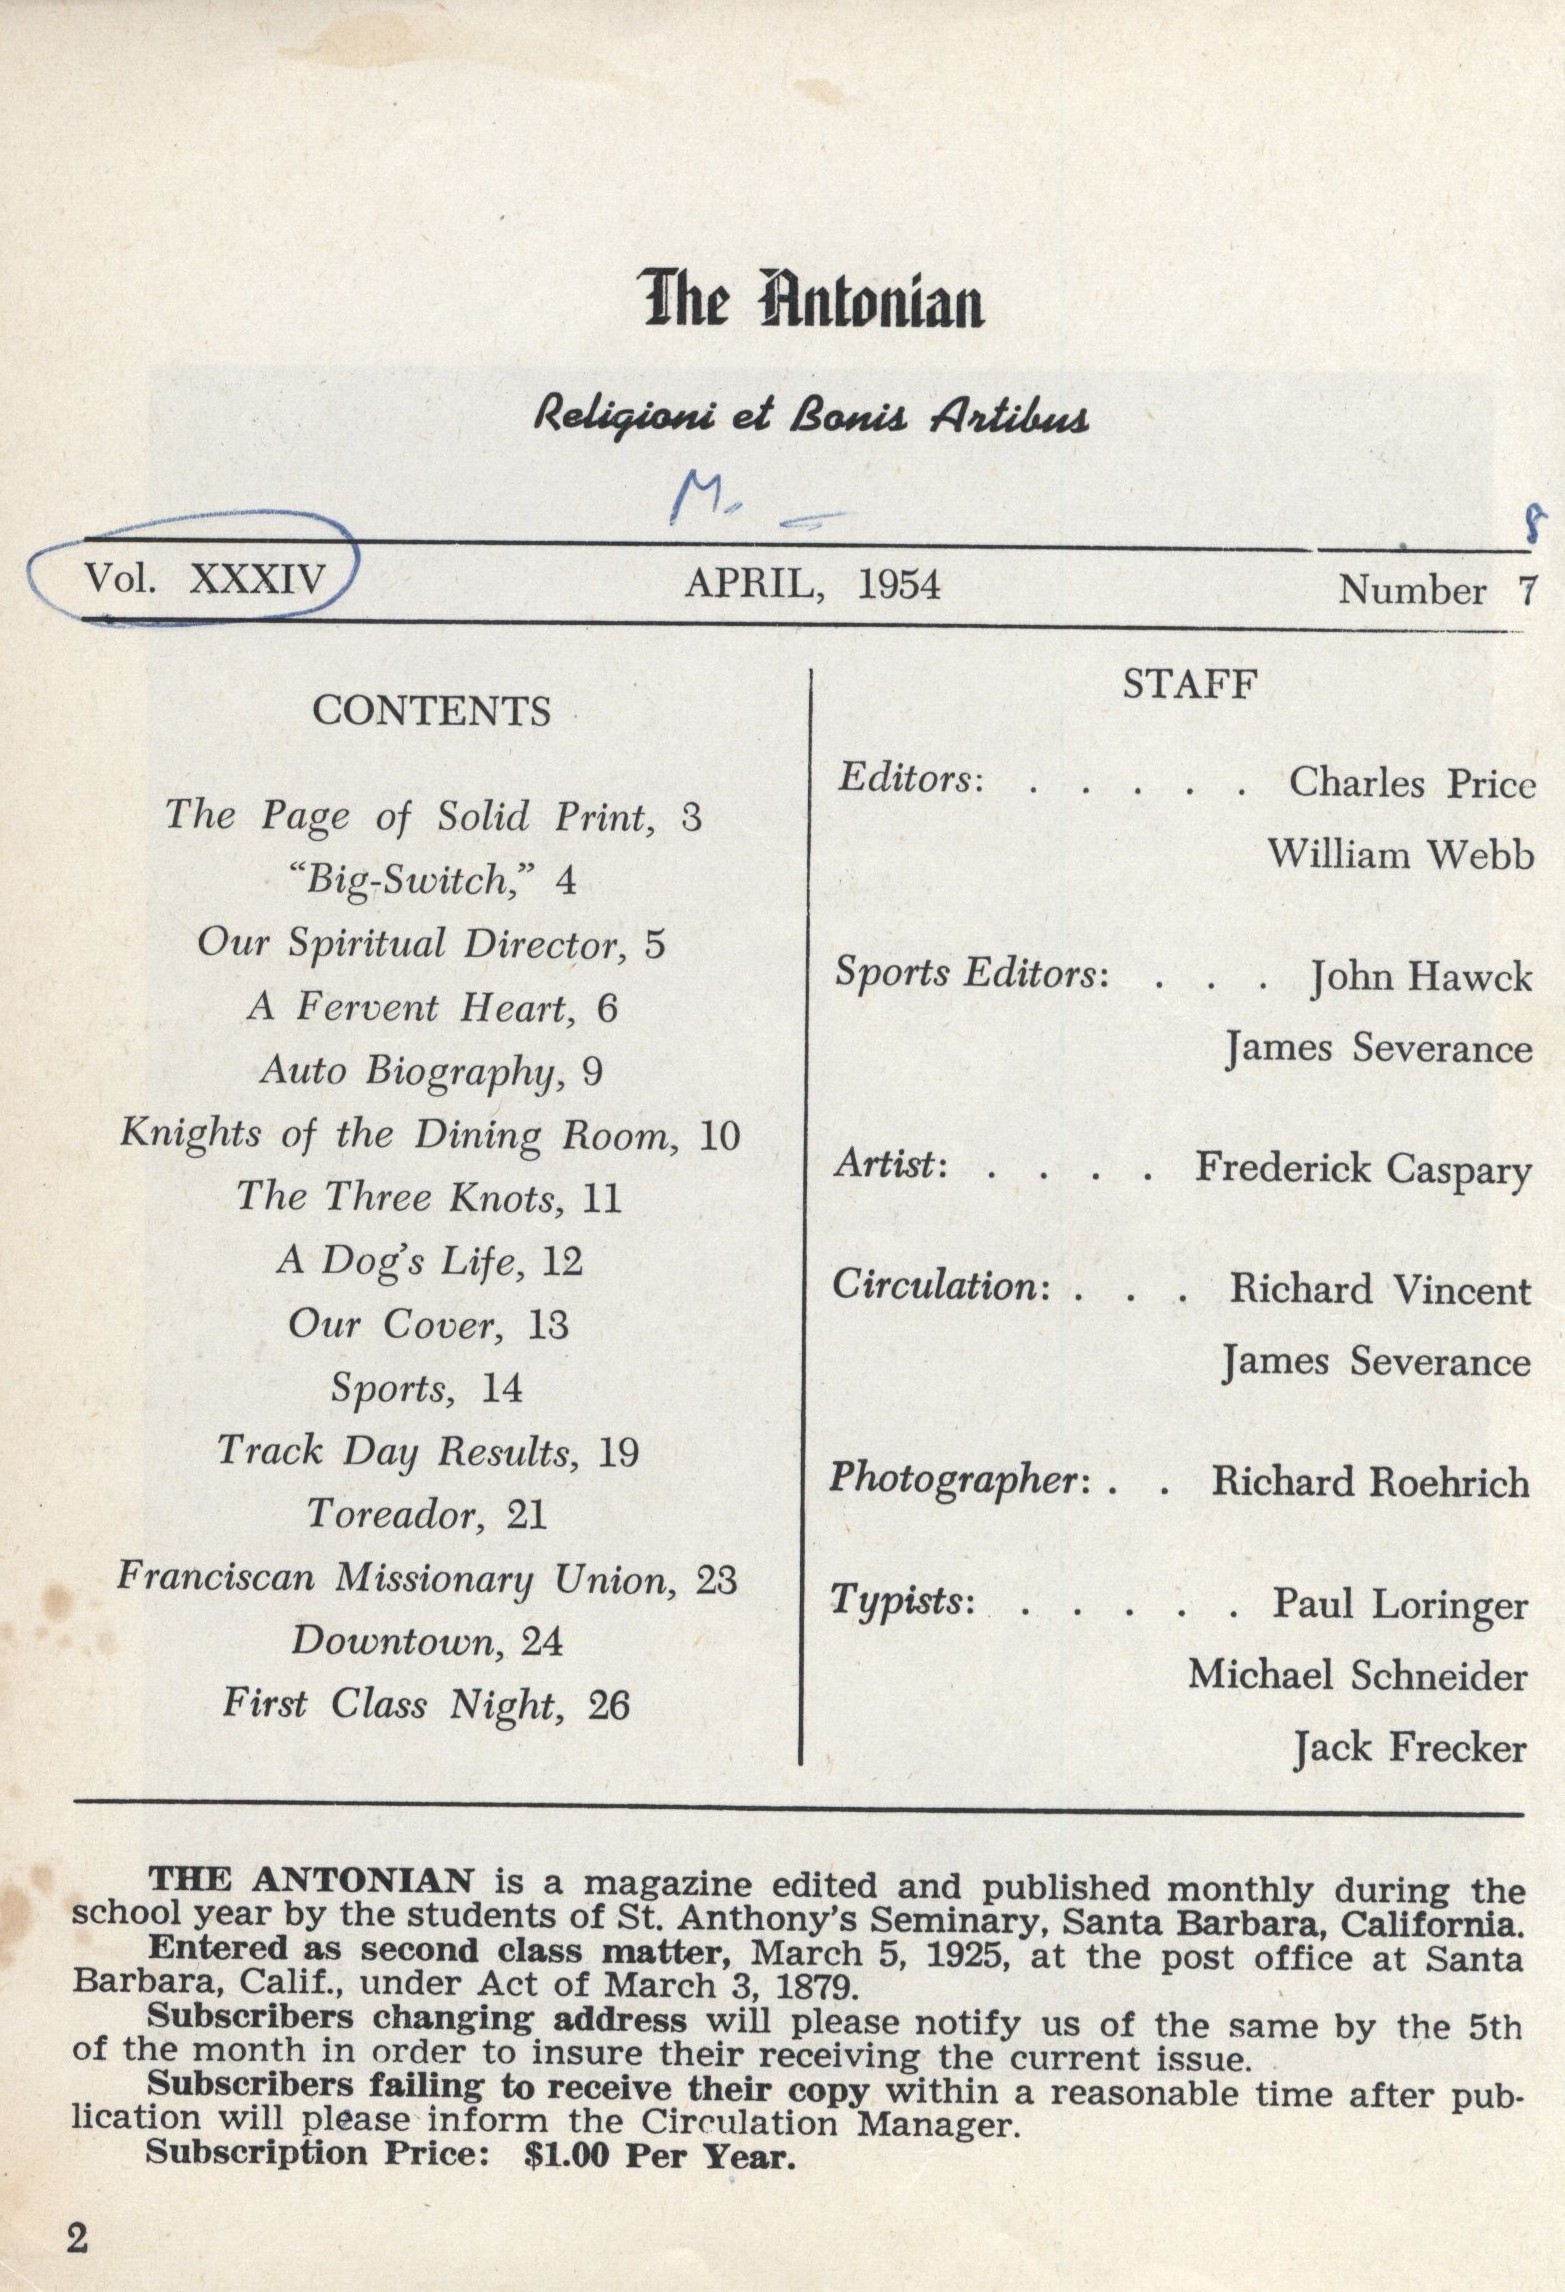 The Antonian
Religioni et Bonis Artibus
M.
8
Vol. XXXIV APRIL, 1954 Number 7
CONTENTS
The Page of Solid Print, 3
“Big-Switch,” 4
Our Spiritual Director, 5
A Fervent Heart, 6
Auto Biography, 9
Knights of the Dining Room, 10
The Three Knots, 11
A Dog's Life, 12
Our Cover, 13
Sports, 14
Track Day Results, 19
Toreador, 21
Franciscan Missionary Union, 23
Downtown, 24
First Class Night, 26
STAFF
Editors: . . . . . Charles Price
William Webb
Sports Editors: . . . John Hawck
James Severance
Artist: . . . . Frederick Caspary
Circulation: . . . Richard Vincent
James Severance
Photographer: . . Richard Roehrich
Typists: . . . . . Paul Loringer
Michael Schneider
Jack Frecker
THE ANTONIAN is a magazine edited and published monthly during the
school year by the students of St. Anthony's Seminary, Santa Barbara, California.
Entered as second class matter, March 5, 1925, at the post office at Santa
Barbara, Calif., under Act of March 3, 1879.
Subscribers changing address will please notify us of the same by the 5th
of the month in order to insure their receiving the current issue.
Subscribers failing to receive their copy within a reasonable time after pub-
lication will please inform the Circulation Manager.
Subscription Price: $1.00 Per Year.
2